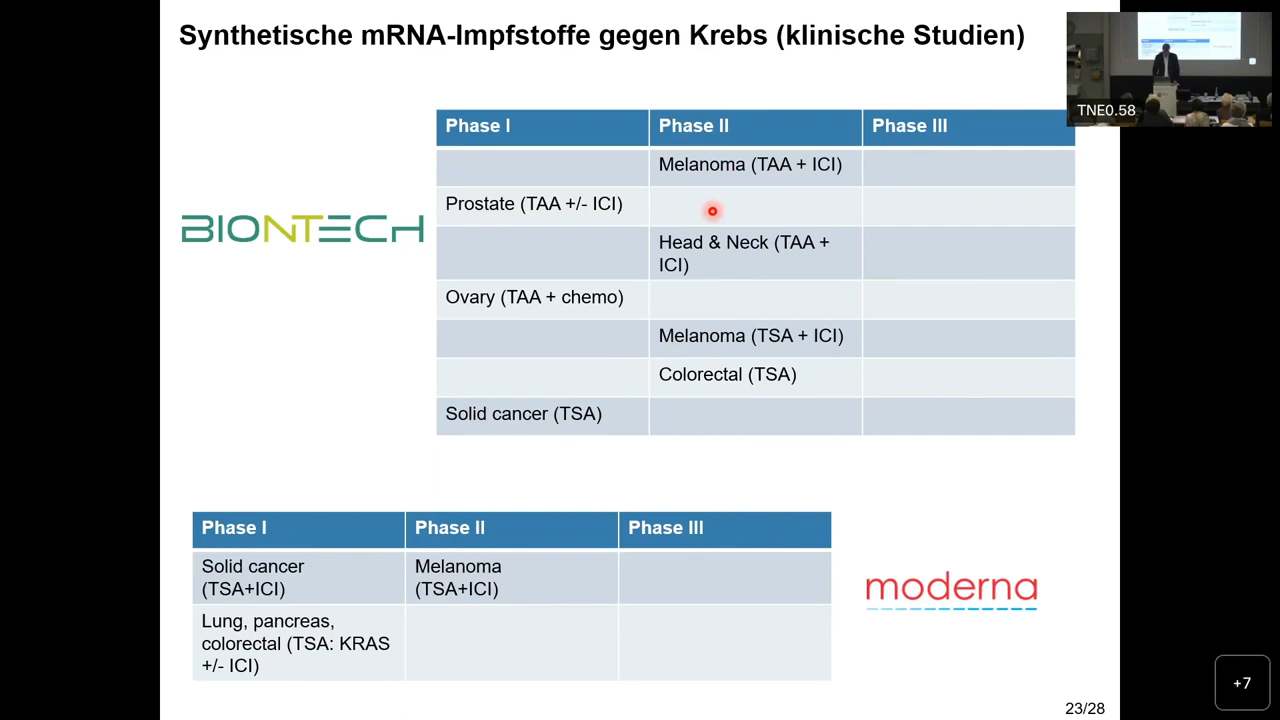 Synthetische mRNA-Impfstoffe gegen Krebs (klinische Studien)
TNE0.58
Phase I Phase II Phase III
Melanoma (TAA + ICI)
Prostate (TAA +/- ICI)
BIONTECH
Head & Neck (TAA +
ICI)
Ovary (TAA + chemo)
Melanoma (TSA + ICI)
Colorectal (TSA)
Solid cancer (TSA)
Phase I Phase II Phase III
Solid cancer
(TSA+ICI)
Melanoma
(TSA+ICI)
Lung, pancreas,
colorectal (TSA: KRAS
+/- ICI)
moderna
+7
23/28